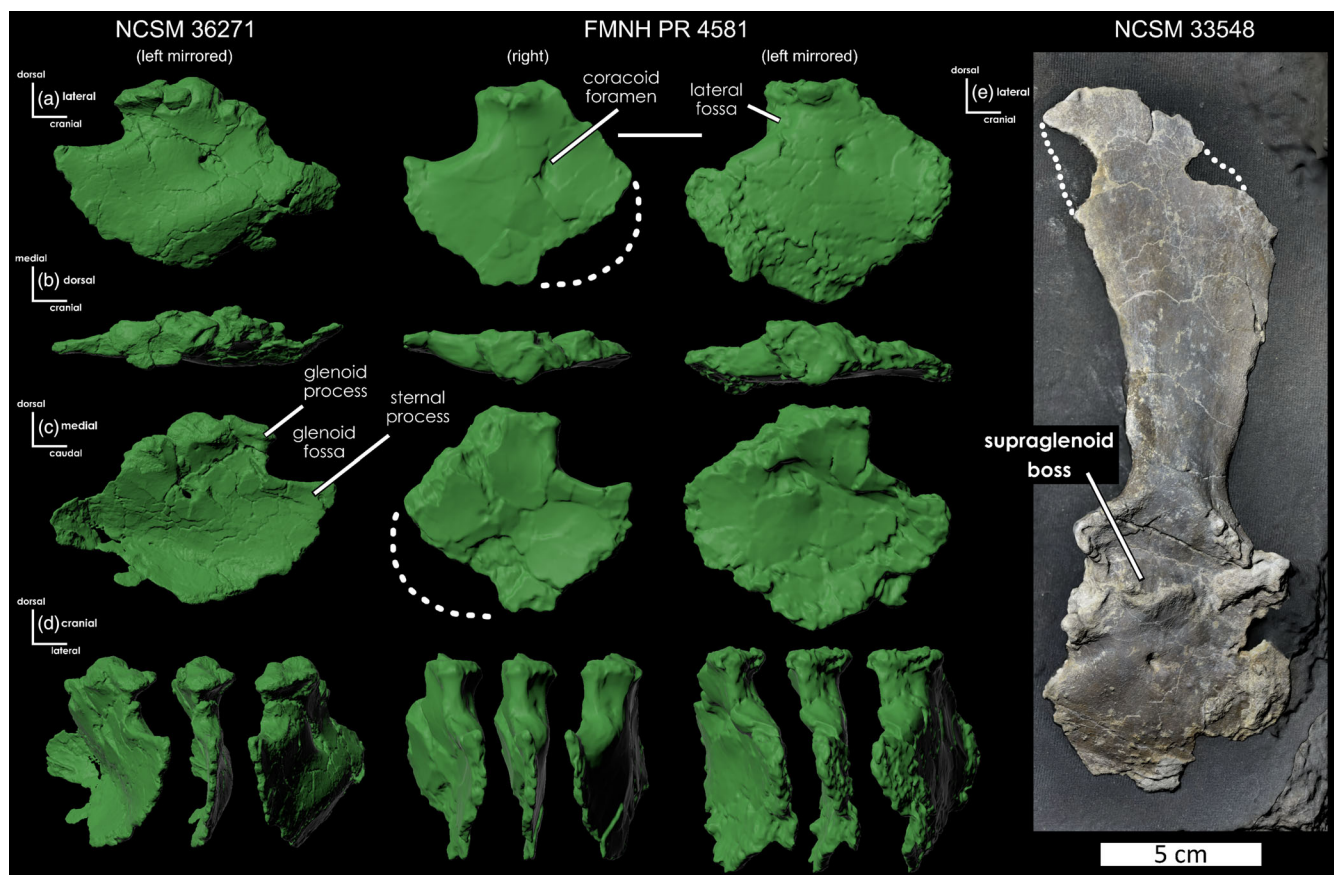 NCSM 36271
(left mirrored)
FMNH PR 4581
(right)
(left mirrored)
NCSM 33548
dorsal
(a) lateral
cranial
coracoid
foramen
lateral
fossa
dorsal
(e) lateral
cranial
medial
(b) dorsal
cranial
glenoid
process
sternal
process
glenoid
fossa
dorsal
(c) medial
caudal
supraglenoid
boss
dorsal
(d) cranial
lateral
5 cm